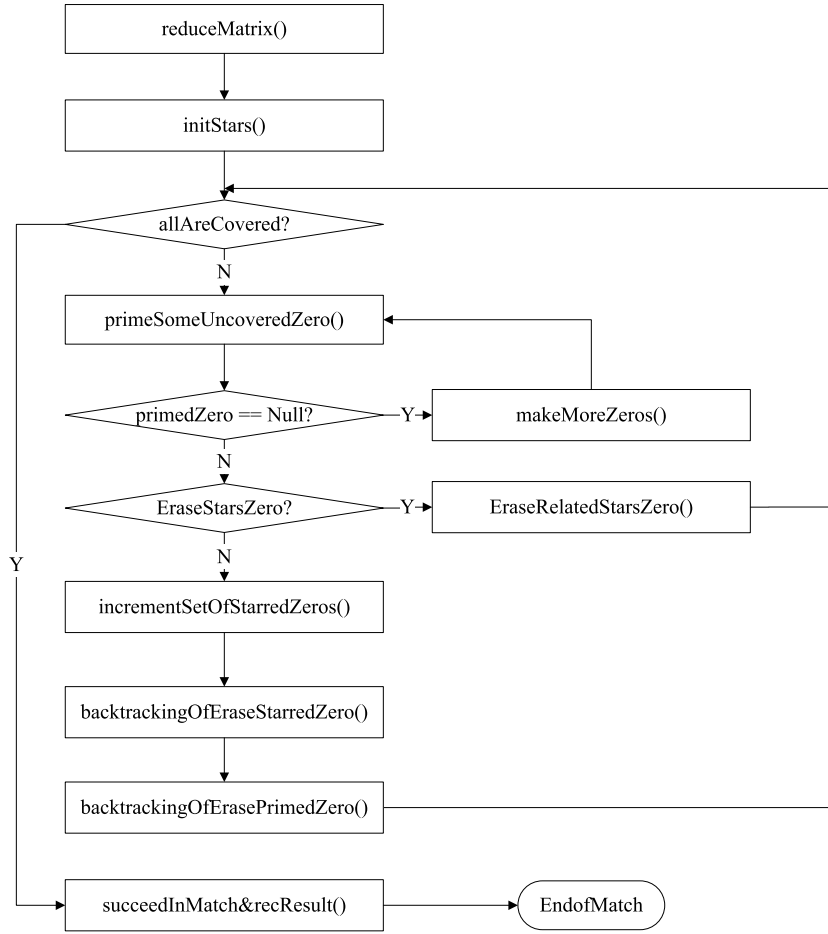 reduceMatrix()
initStars()
allAreCovered?
N
primeSomeUncoveredZero()
primedZero == Null?
Y
makeMoreZeros()
N
EraseStarsZero?
Y
EraseRelatedStarsZero()
N
Y
incrementSetOfStarredZeros()
backtrackingOfEraseStarredZero()
backtrackingOfErasePrimedZero()
succeedInMatch&recResult()
EndofMatch